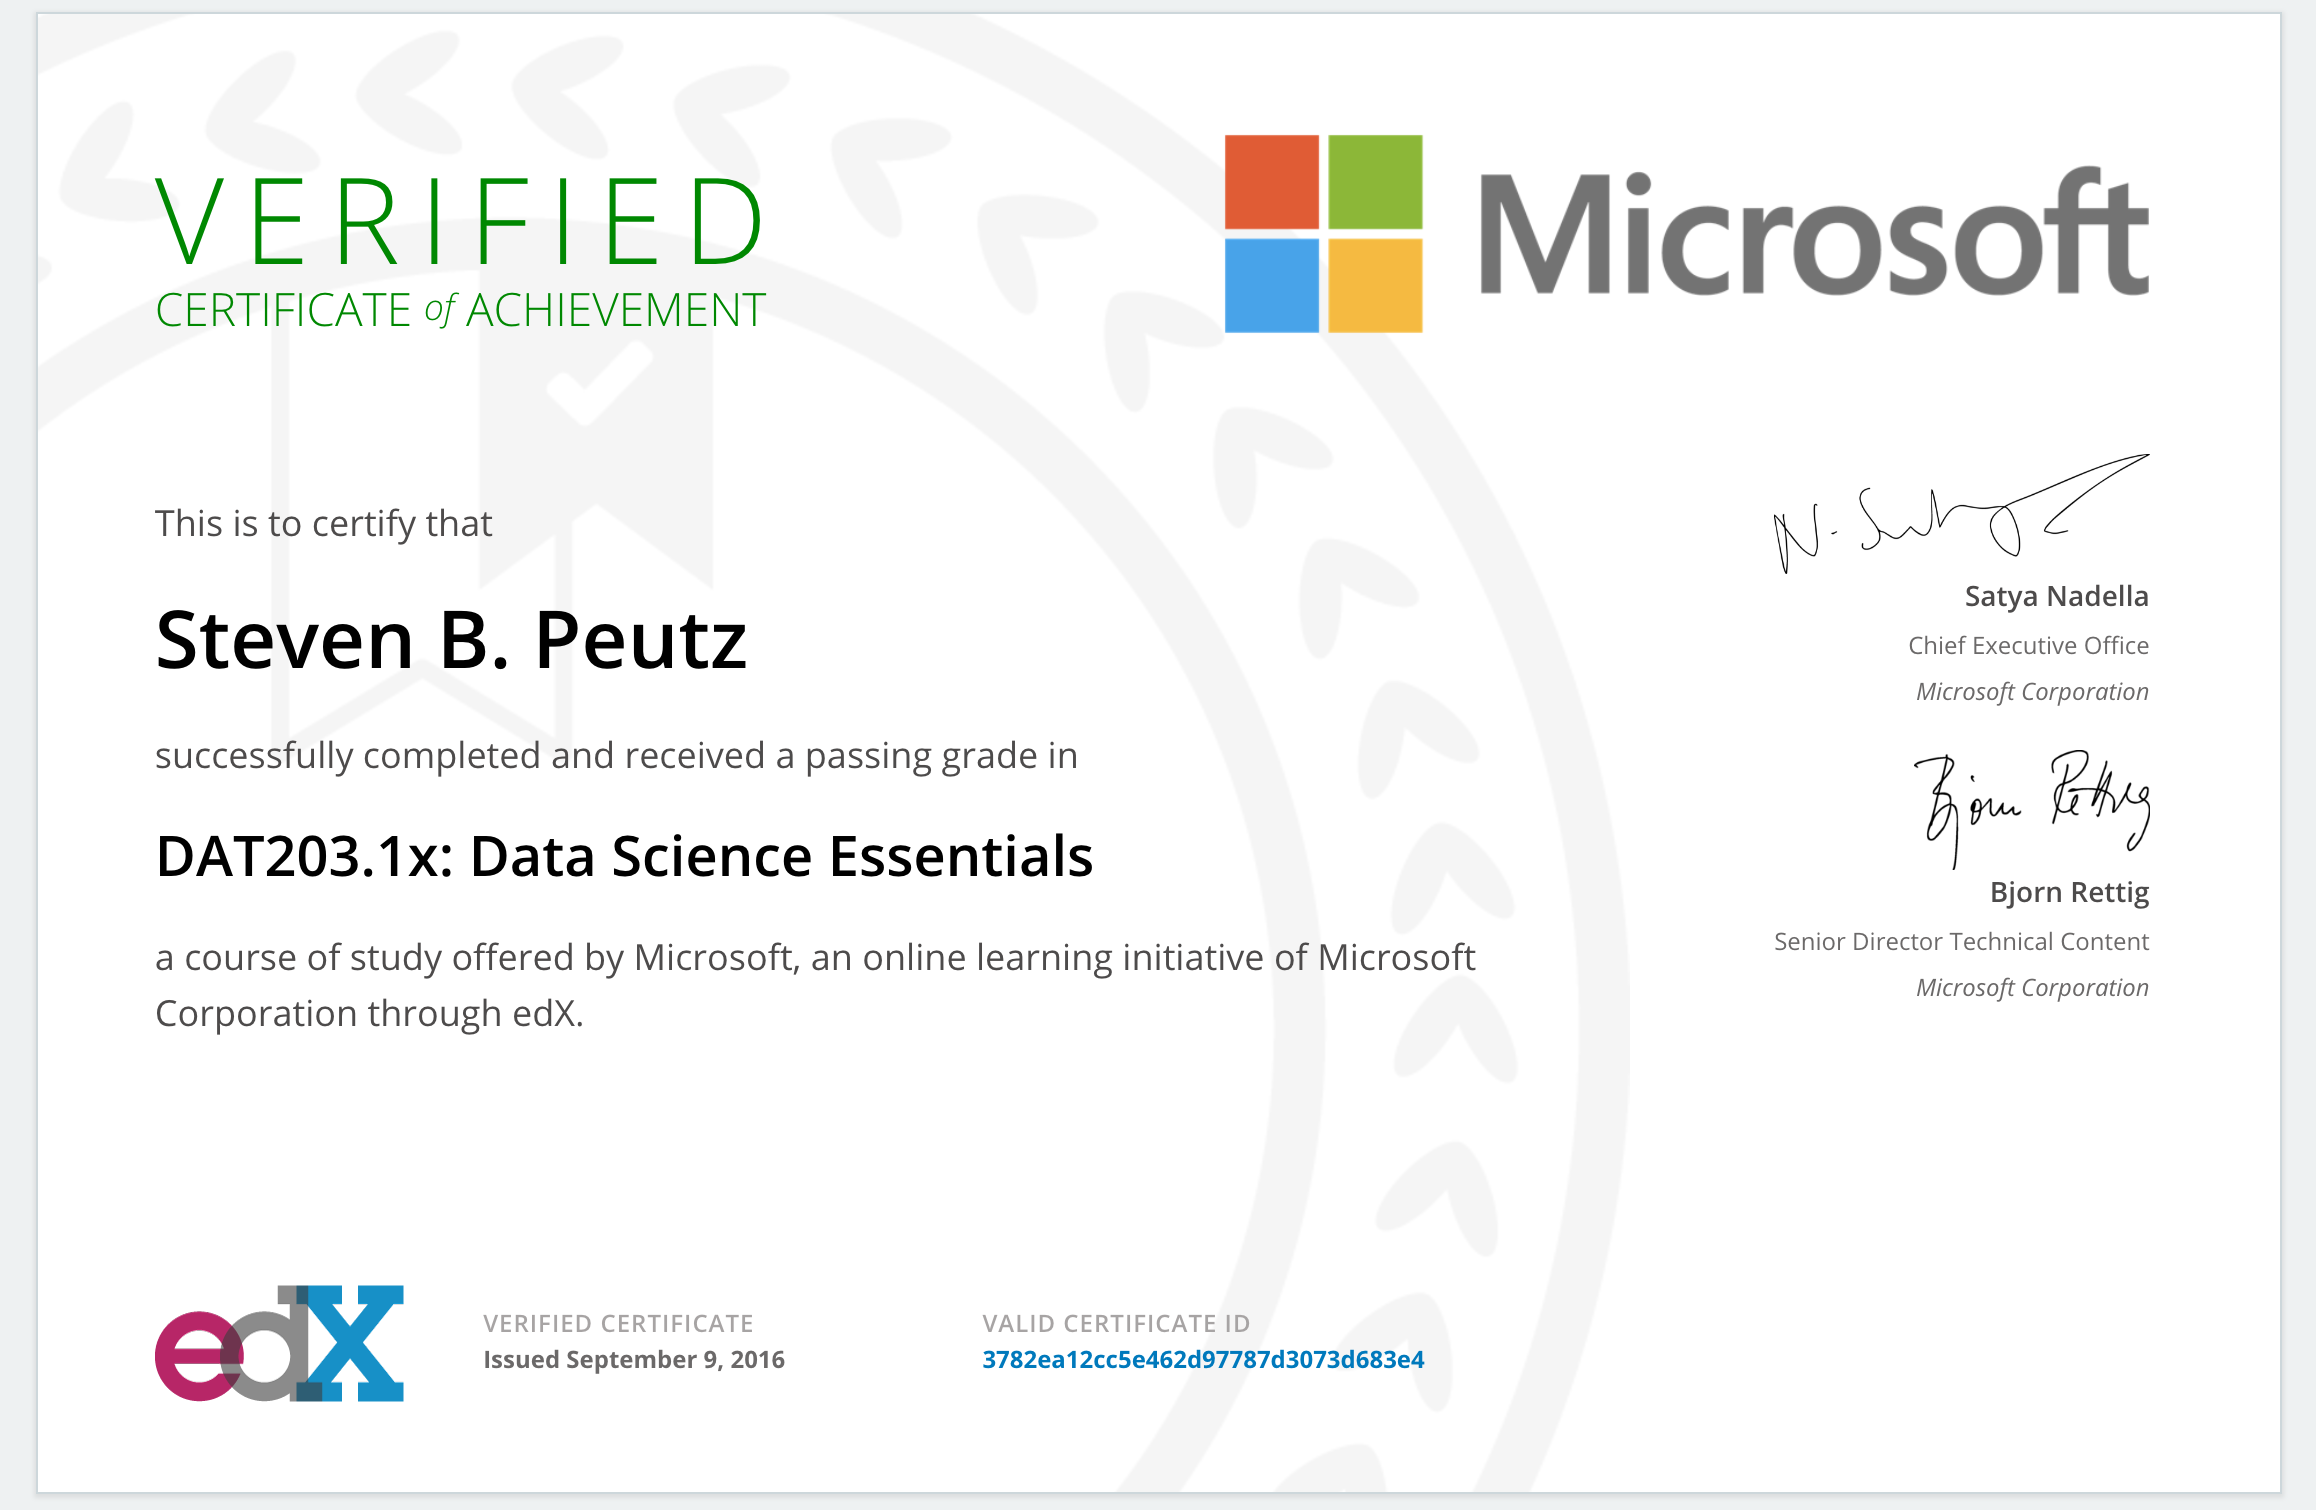 VERIFIED
CERTIFICATE of ACHIEVEMENT
Microsoft
This is to certify that
Steven B. Peutz
successfully completed and received a passing grade in
DAT203.1x: Data Science Essentials
a course of study offered by Microsoft, an online learning initiative of Microsoft
Corporation through edX.
N. Satya
Satya Nadella
Chief Executive Office
Microsoft Corporation
Bjorn Rettig
Bjorn Rettig
Senior Director Technical Content
Microsoft Corporation
edX
VERIFIED CERTIFICATE
Issued September 9, 2016
VALID CERTIFICATE ID
3782ea12cc5e462d97787d3073d683e4